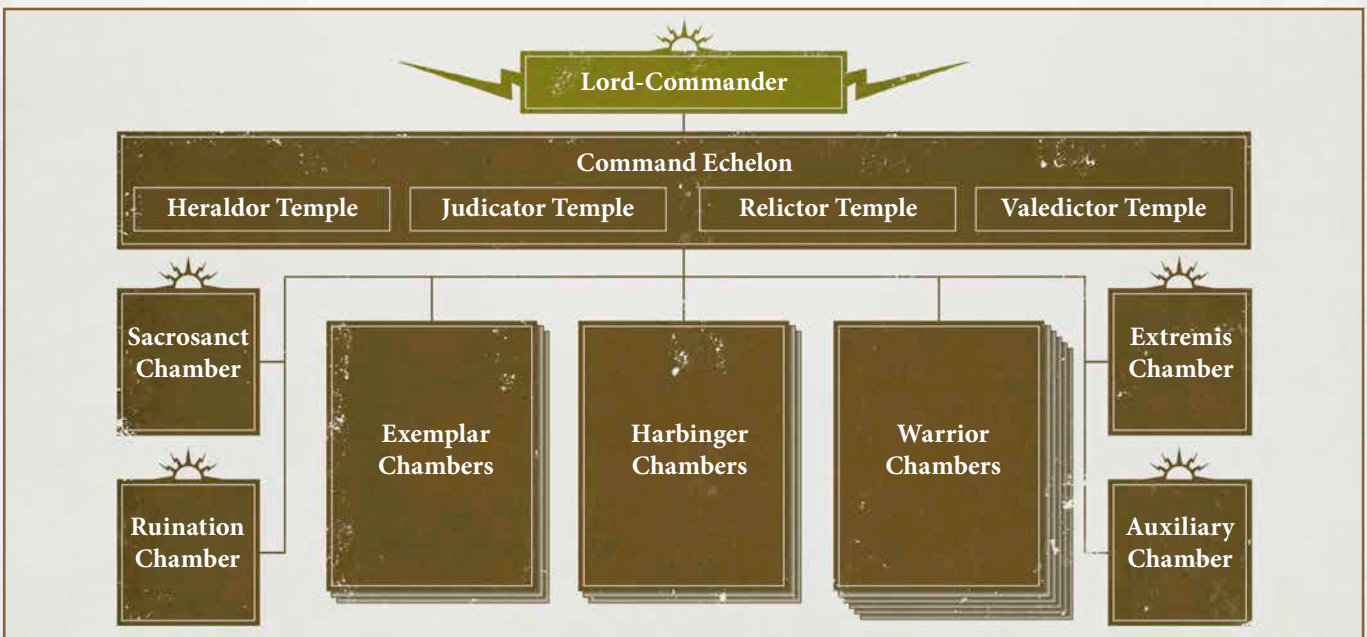 Lord-Commander
Command Echelon
Heraldor Temple
Judicator Temple
Relictor Temple
Valedictor Temple
Sacrosanct
Chamber
Ruination
Chamber
Exemplar
Chambers
Harbinger
Chambers
Warrior
Chambers
Extremis
Chamber
Auxiliary
Chamber